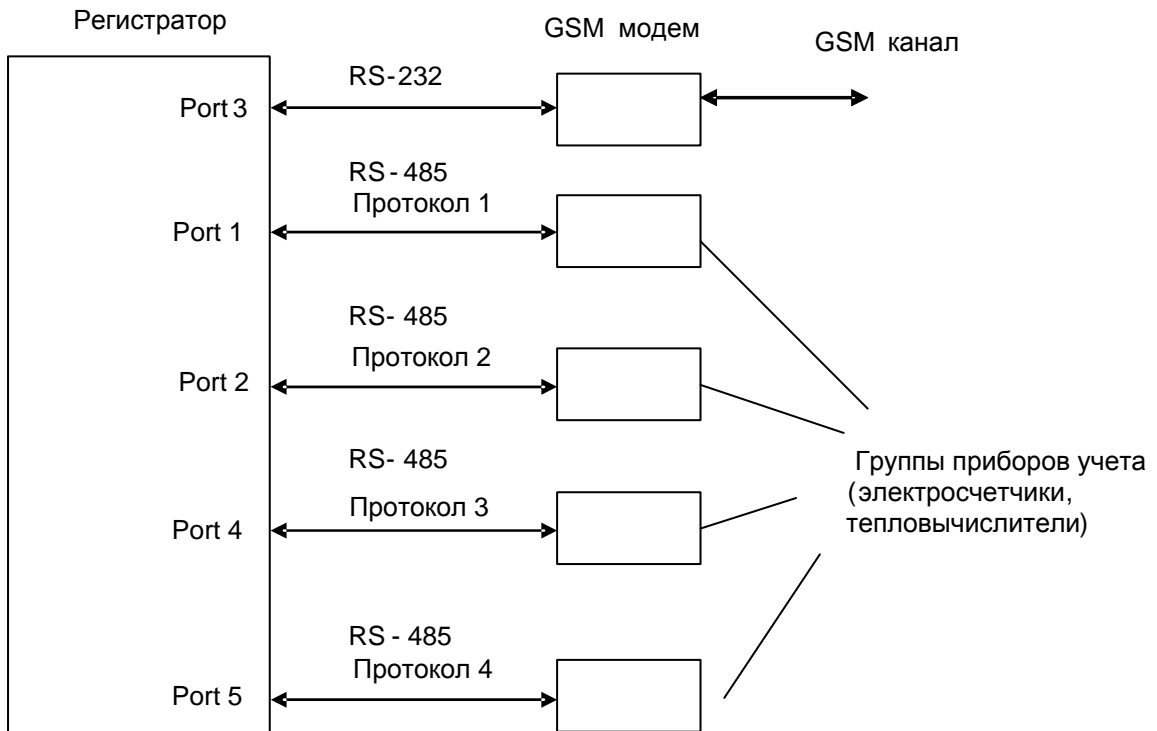 Регистратор
GSM модем
GSM канал
RS-232
Port 3
RS - 485
Протокол 1
Port 1
RS- 485
Протокол 2
Port 2
RS- 485
Протокол 3
Port 4
Группы приборов учета
(электросчетчики,
тепловычислители)
RS - 485
Протокол 4
Port 5